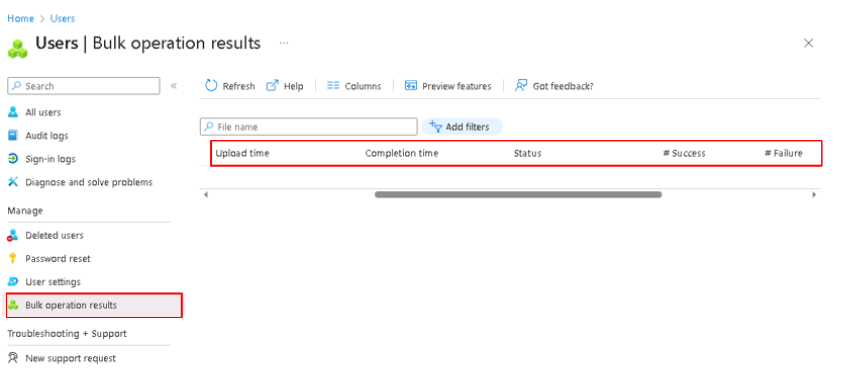 Home > Users
Users | Bulk operation results ...
Search «
Refresh Help Columns Preview features Got feedback?
All users
Audit logs
Sign-in logs
Diagnose and solve problems
Manage
Deleted users
Password reset
User settings
Bulk operation results
Troubleshooting + Support
New support request
File name Add filters
Upload time Completion time Status # Success # Failure